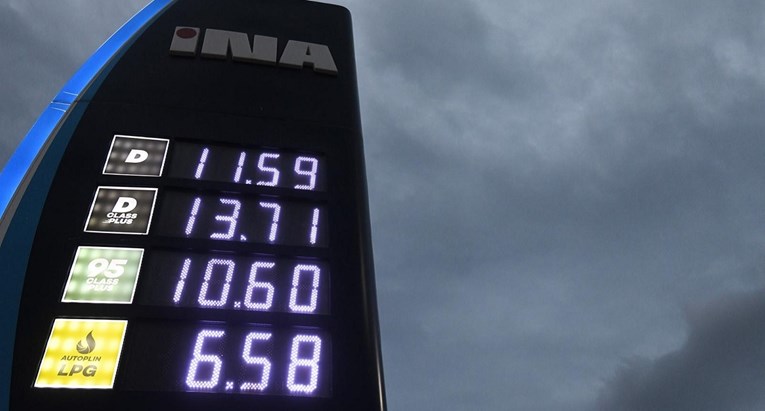 INA
D 11.59
D CLASS PLUS 13.71
95 CLASS PLUS 10.60
AUTOPLIN LPG 6.58